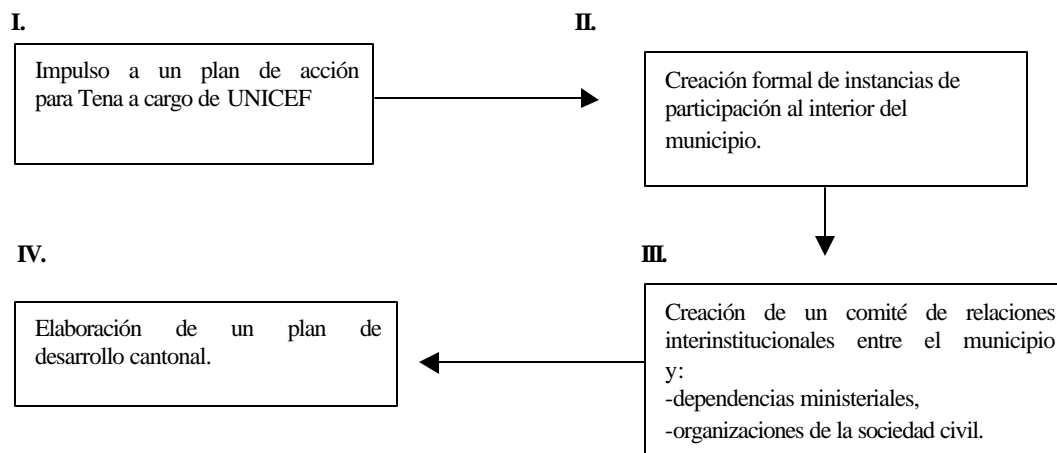 I.
Impulso a un plan de acción
para Tena a cargo de UNICEF
II.
Creación formal de instancias de
participación al interior del
municipio.
III.
Creación de un comité de relaciones
interinstitucionales entre el municipio
y:
-dependencias ministeriales,
-organizaciones de la sociedad civil.
IV.
Elaboración de un plan de
desarrollo cantonal.